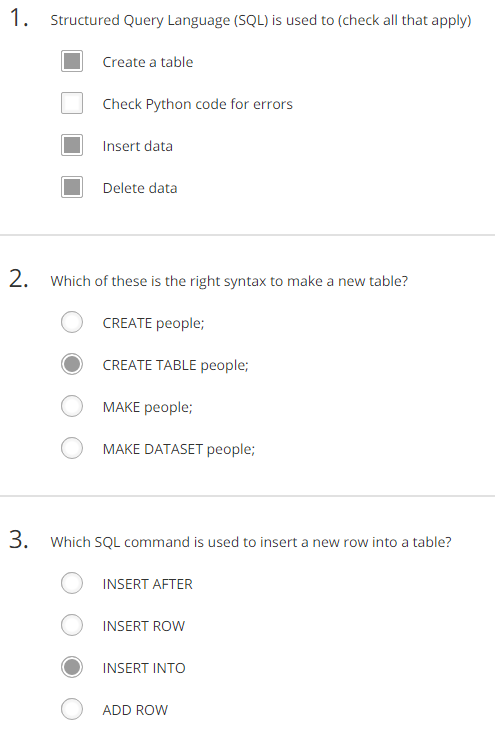 1. Structured Query Language (SQL) is used to (check all that apply)
Create a table
Check Python code for errors
Insert data
Delete data
2. Which of these is the right syntax to make a new table?
CREATE people;
CREATE TABLE people;
MAKE people;
MAKE DATASET people;
3. Which SQL command is used to insert a new row into a table?
INSERT AFTER
INSERT ROW
INSERT INTO
ADD ROW